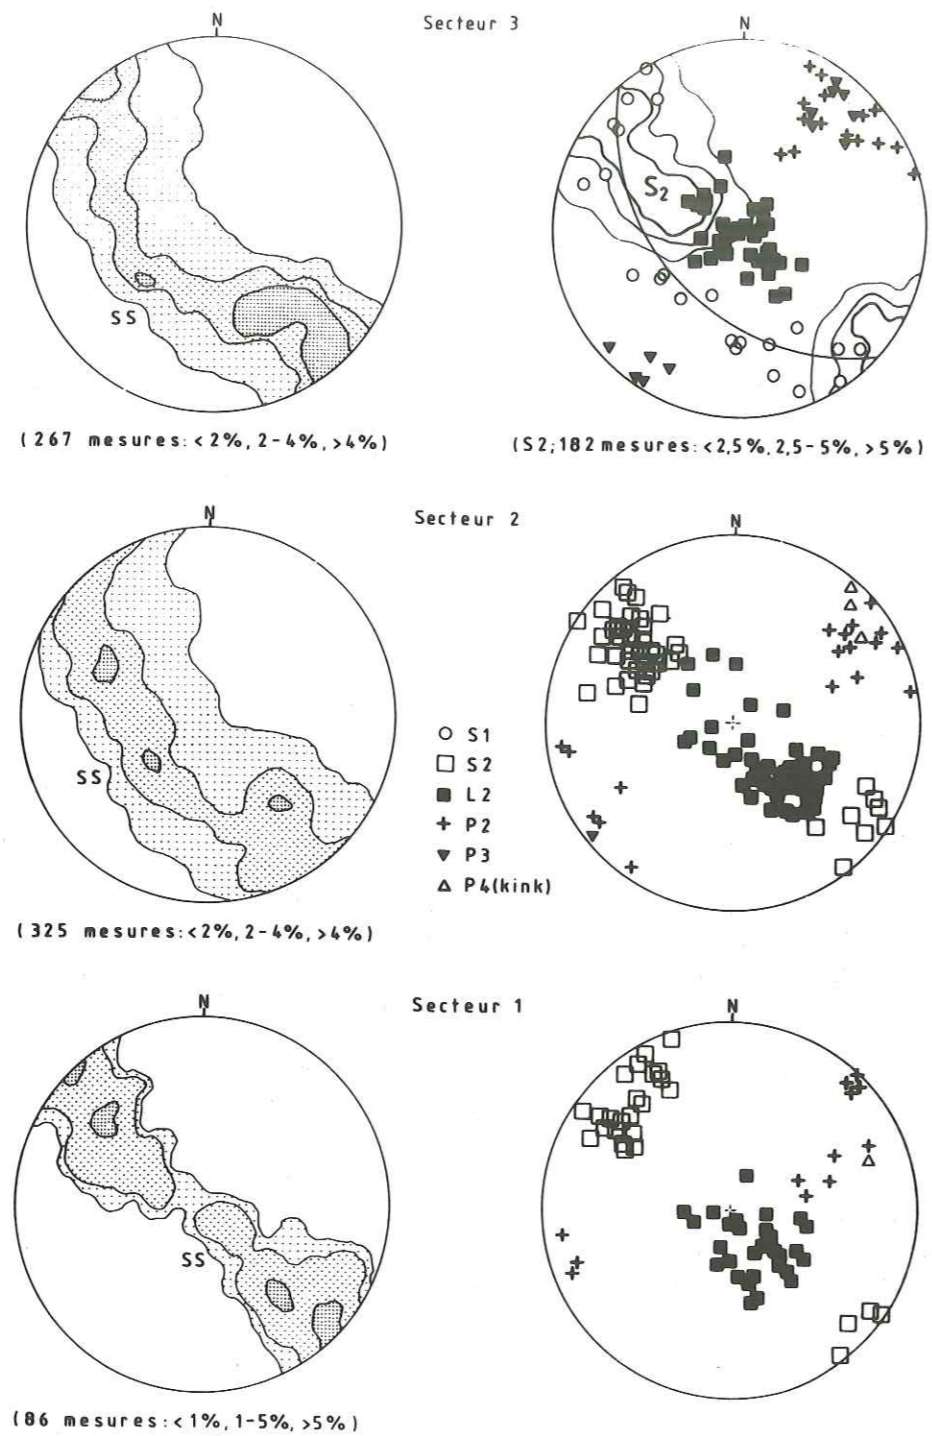 Secteur 3
N
N
SS
S2
(267 mesures: <2%, 2-4%, >4%)
(S2;182 mesures: <2,5%, 2,5-5%, >5%)
Secteur 2
N
N
SS
S1
S2
L2
P2
P3
P4(kink)
(325 mesures: <2%, 2-4%, >4%)
Secteur 1
N
N
SS
(86 mesures: <1%, 1-5%, >5%)